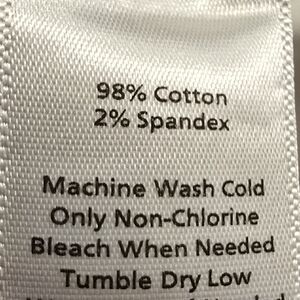 98% Cotton
2% Spandex
Machine Wash Cold
Only Non-Chlorine
Bleach When Needed
Tumble Dry Low